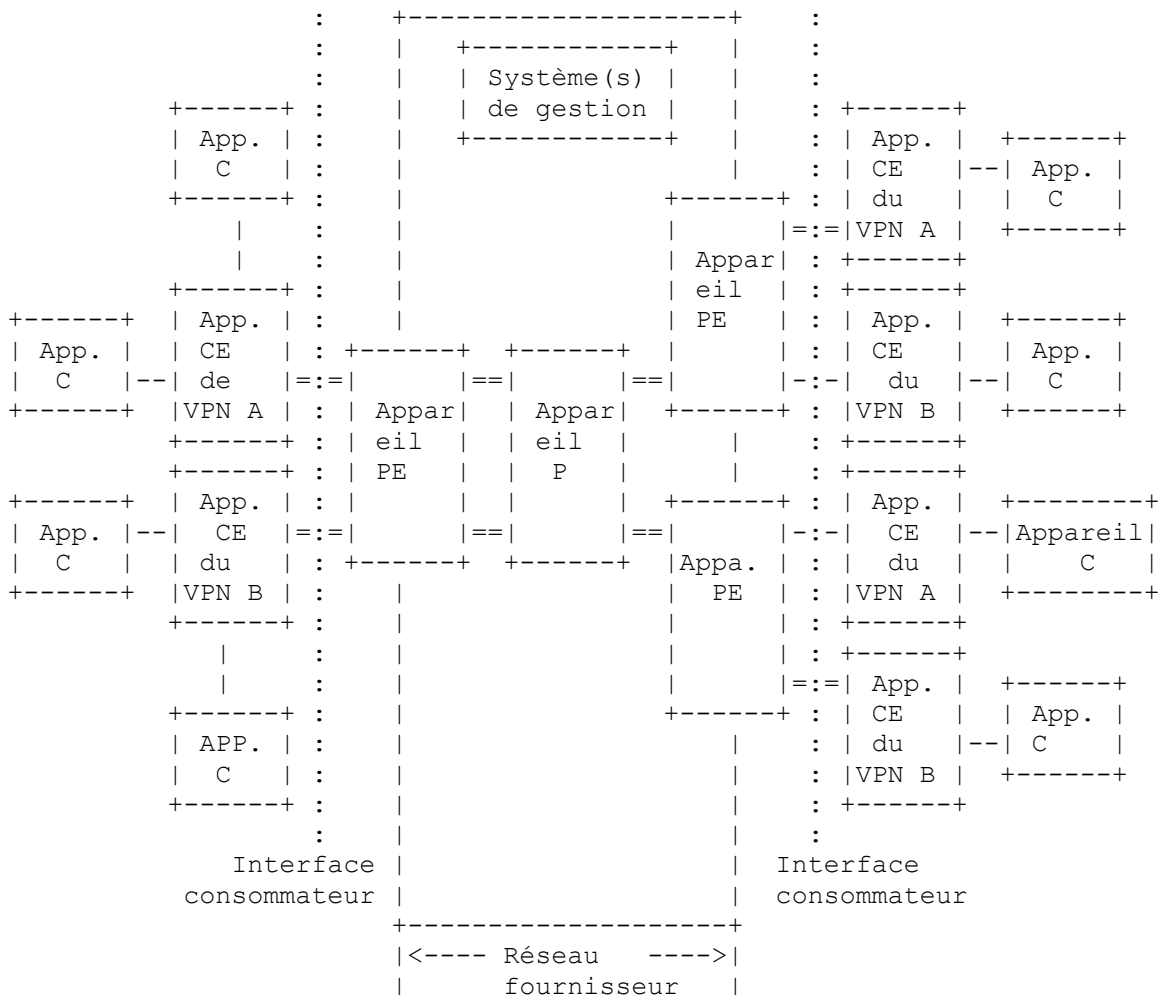 Système(s)
de gestion
App.
C
App.
C
App.
CE
de
VPN A
App.
C
App.
CE
du
VPN B
APP.
C
Appar
eil
PE
Appar
eil
P
Appar
eil
PE
Appa.
PE
App.
CE
du
VPN A
App.
C
App.
CE
du
VPN B
App.
C
App.
CE
du
VPN A
Appareil
C
App.
CE
du
VPN B
App.
C
Interface
consommateur
Interface
consommateur
<---- Réseau ---->
fournisseur